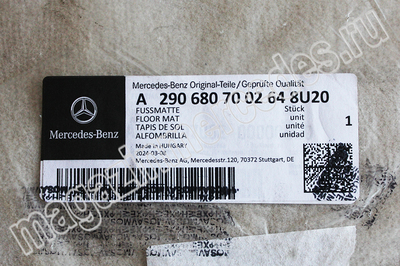 Mercedes-Benz Original-Teile/Geprüfte Qualität
A 290 680 70 02 64 8U20
FUSSMATTE Stück
FLOOR MAT unit
TAPIS DE SOL unité
ALFOMBRILLA unidad
1
Made in HUNGARY
Mercedes-Benz AG, Mercedesstr.120, 70372 Stuttgart, DE
Mercedes-Benz